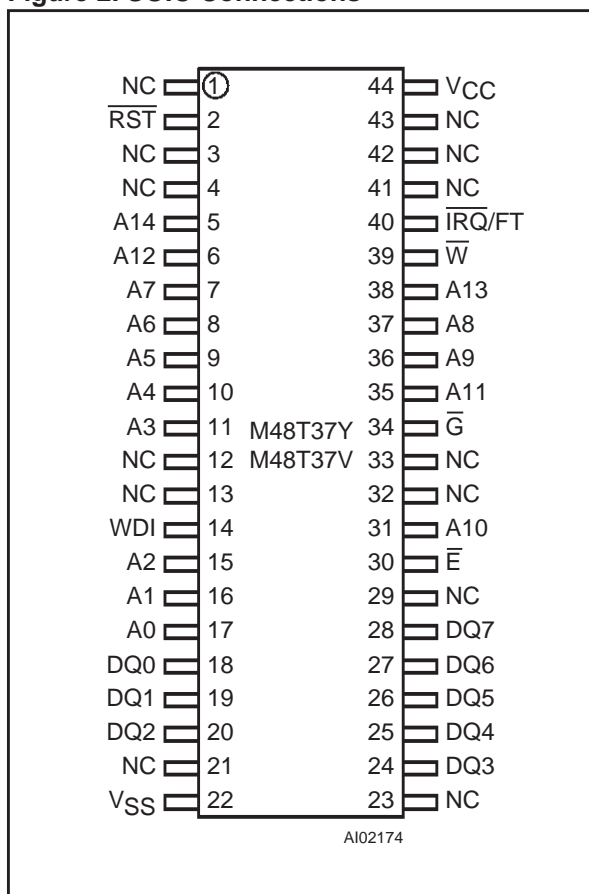 NC 1 44 VCC
RST 2 43 NC
NC 3 42 NC
NC 4 41 NC
A14 5 40 IRQ/FT
A12 6 39 W
A7 7 38 A13
A6 8 37 A8
A5 9 36 A9
A4 10 35 A11
A3 11 M48T37Y 34 G
NC 12 M48T37V 33 NC
NC 13 32 NC
WDI 14 31 A10
A2 15 30 E
A1 16 29 NC
A0 17 28 DQ7
DQ0 18 27 DQ6
DQ1 19 26 DQ5
DQ2 20 25 DQ4
NC 21 24 DQ3
VSS 22 23 NC
AI02174